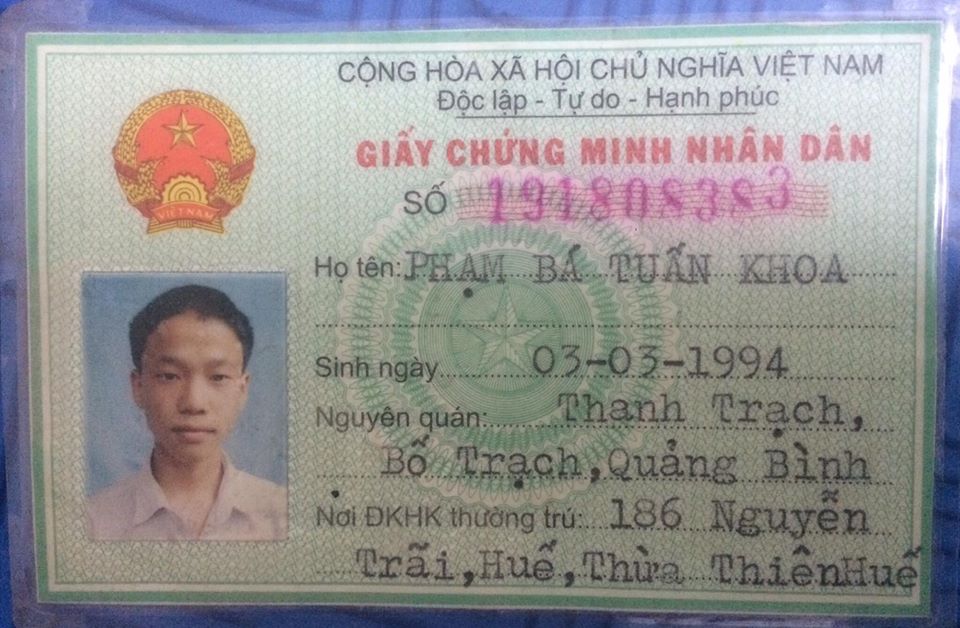 CỘNG HÒA XÃ HỘI CHỦ NGHĨA VIỆT NAM
Độc lập - Tự do - Hạnh phúc
GIẤY CHỨNG MINH NHÂN DÂN
SỐ 191808383
VIỆT NAM
Họ tên: PHẠM BÁ TUẤN KHOA
Sinh ngày 03-03-1994
Nguyên quán: Thanh Trạch,
Bố Trạch,Quảng Bình
Nơi ĐKHK thường trú: 186 Nguyễn
Trãi,Huế,Thừa ThiênHuế